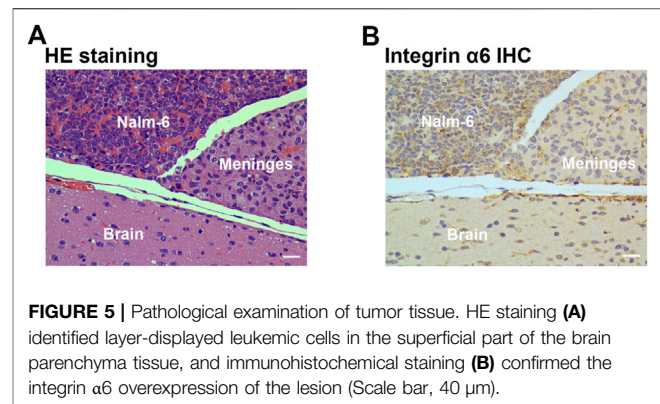 A
HE staining
B
Integrin α6 IHC
Nalm-6
Meninges
Brain
Nalm-6
Meninges
Brain
FIGURE 5 | Pathological examination of tumor tissue. HE staining (A)
identified layer-displayed leukemic cells in the superficial part of the brain
parenchyma tissue, and immunohistochemical staining (B) confirmed the
integrin α6 overexpression of the lesion (Scale bar, 40 μm).